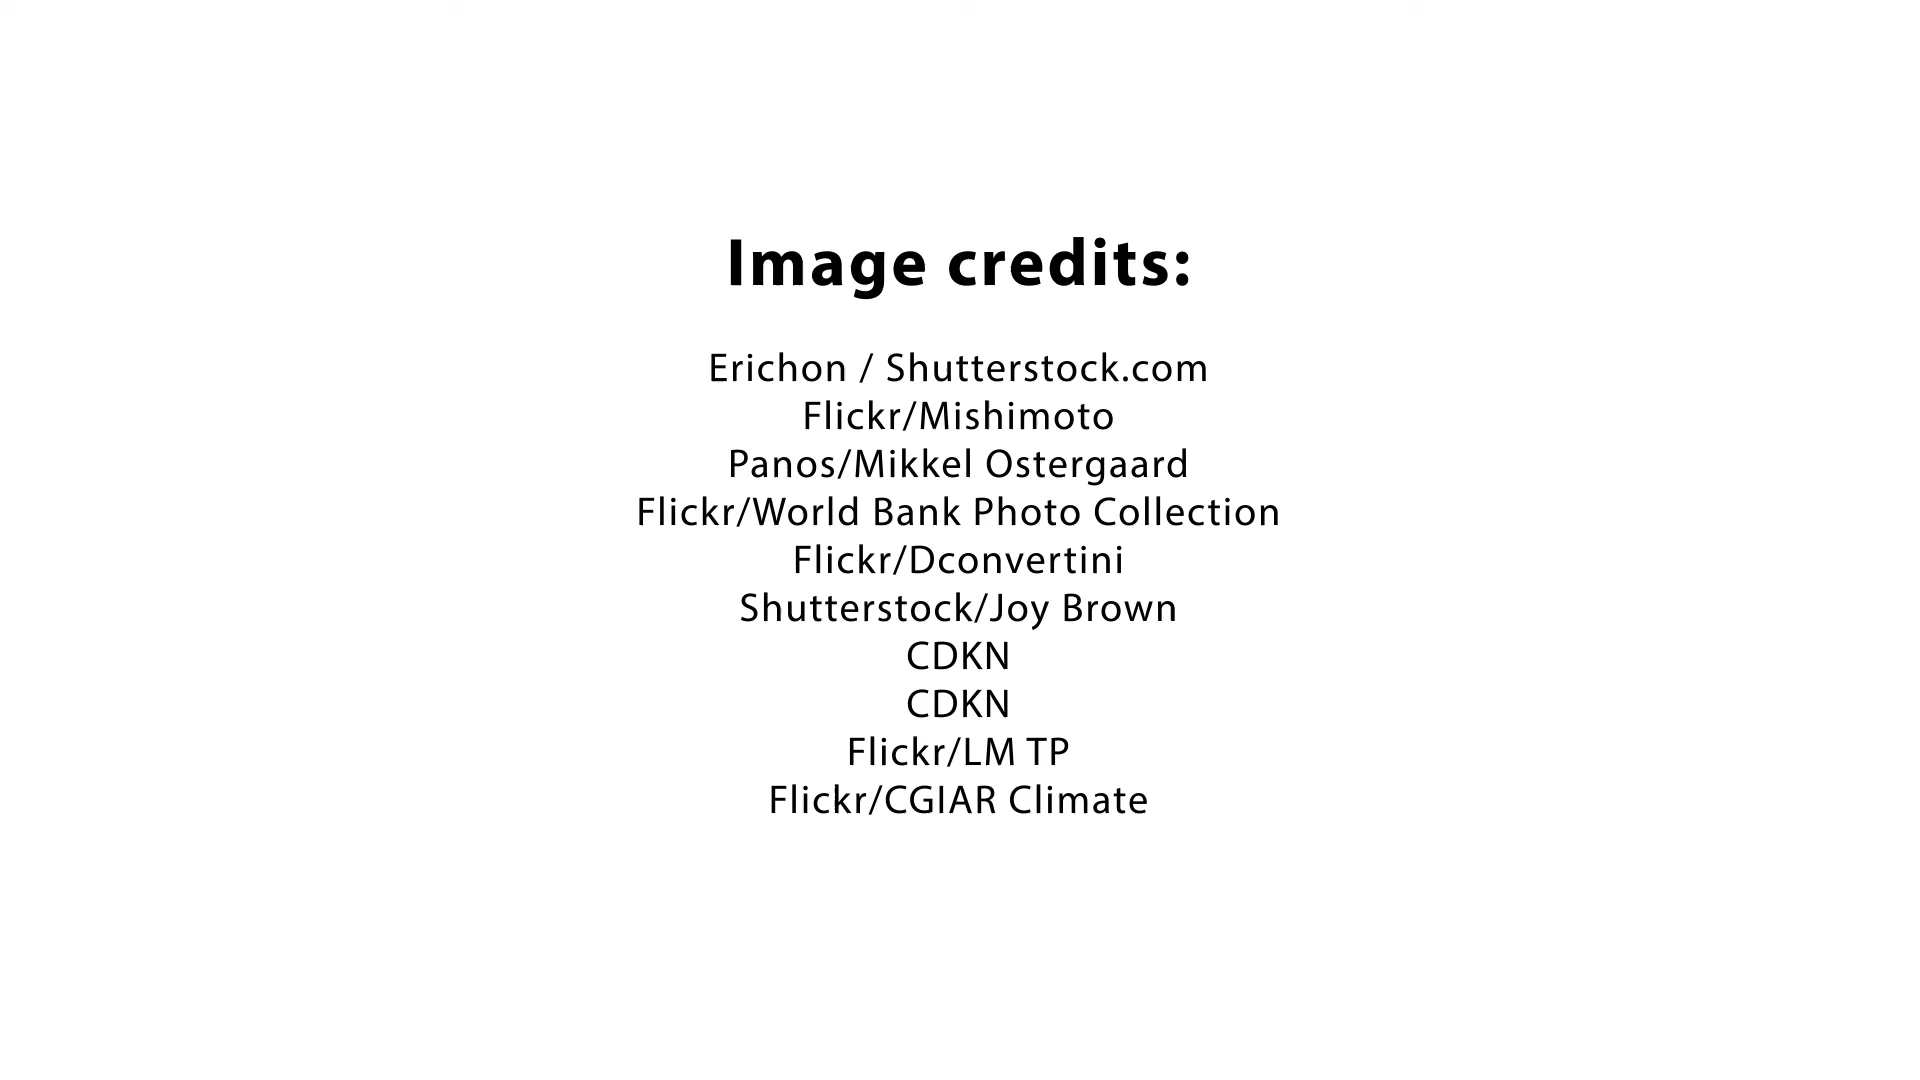 Image credits:
Erichon / Shutterstock.com
Flickr/Mishimoto
Panos/Mikkel Ostergaard
Flickr/World Bank Photo Collection
Flickr/Dconvertini
Shutterstock/Joy Brown
CDKN
CDKN
Flickr/LM TP
Flickr/CGIAR Climate